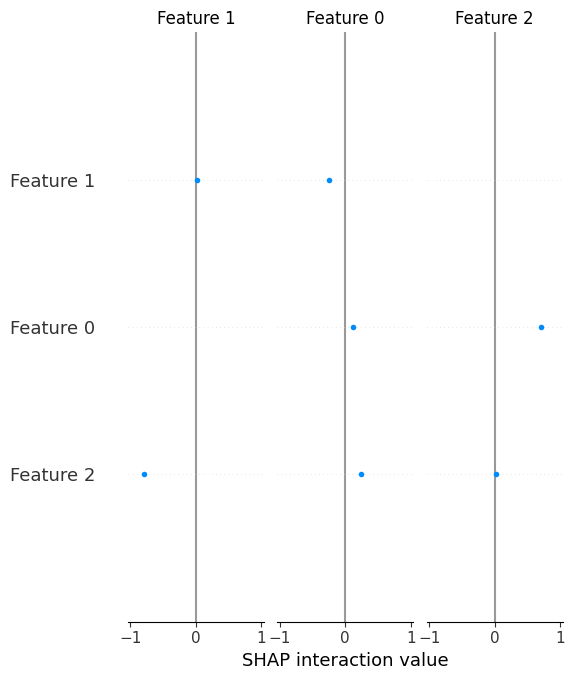 Feature 1 Feature 0 Feature 2
Feature 1
Feature 0
Feature 2
−1 0 1 −1 0 1 −1 0 1
SHAP interaction value